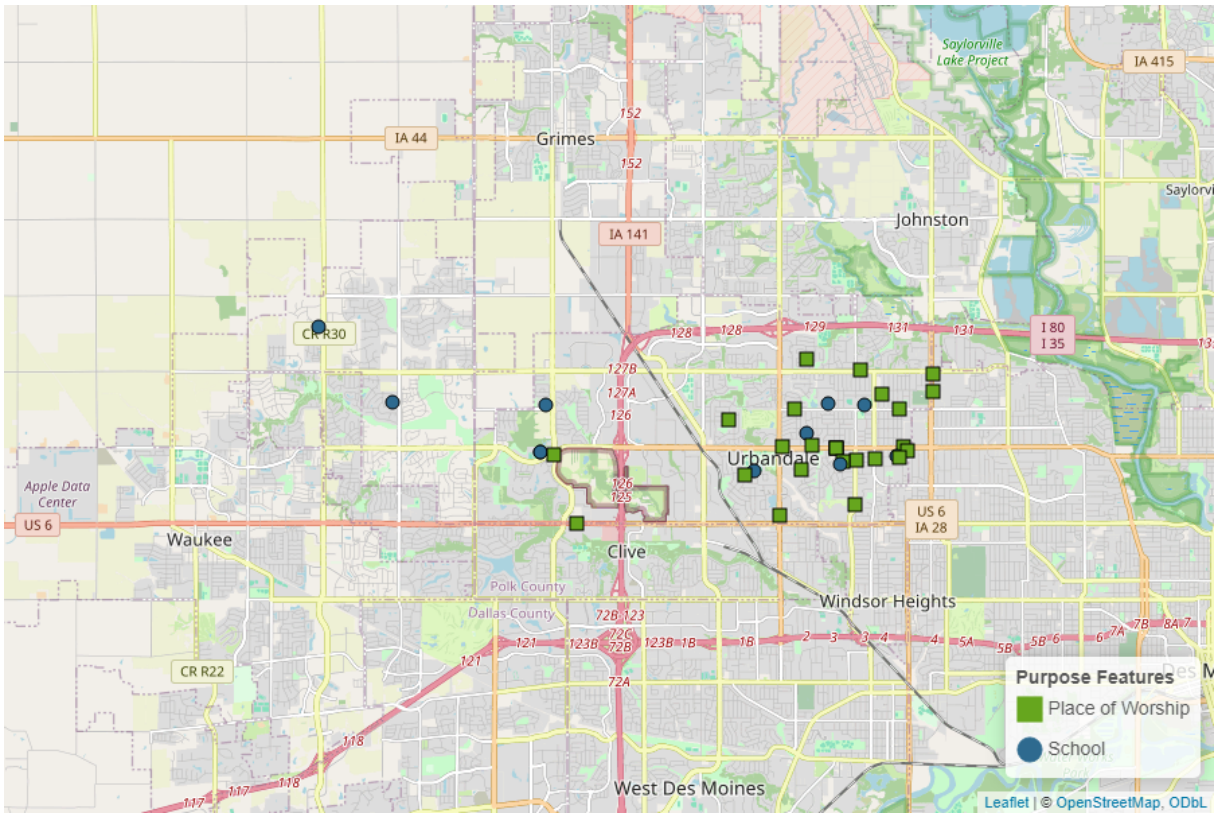 Saylorville
Lake Project
IA 415
152
IA 44
Grimes
152
Saylorvi
Johnston
IA 141
128
128
129
131
131
I 80
I 35
CR R30
127B
127A
126
Urbandale
Apple Data
Center
126
125
US 6
US 6
IA 28
Waukee
Clive
Polk County
Dallas County
Windsor Heights
72B
123
121
123B
72C
72B
123B
1B
1B
2
3
3
4
4
5A
5B
5B
6
6
7A
7B
8A
7
121
CR R22
72A
118
118
117
117
West Des Moines
Des M
Purpose Features
Place of Worship
School
Leaflet | © OpenStreetMap, ODbL